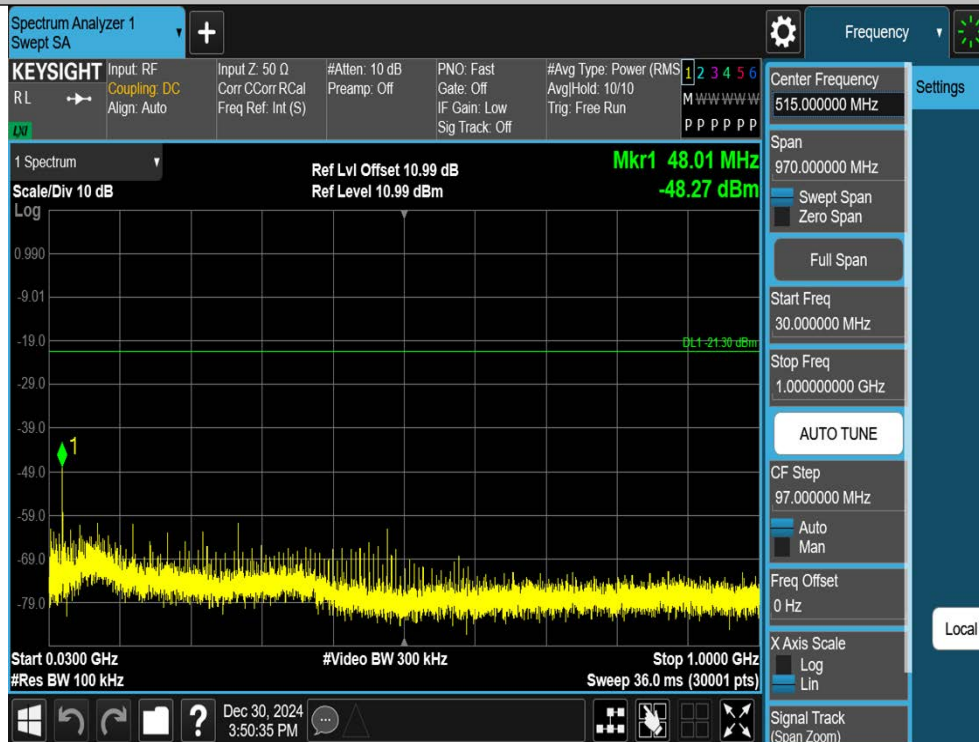 Spectrum Analyzer 1
Swept SA
+
Frequency
KEYSIGHT
RL
LXI
Input: RF
Coupling: DC
Align: Auto
Input Z: 50 Ω
Corr CCorr RCal
Freq Ref: Int (S)
#Atten: 10 dB
Preamp: Off
PNO: Fast
Gate: Off
IF Gain: Low
Sig Track: Off
#Avg Type: Power (RMS
Avg|Hold: 10/10
Trig: Free Run
1 2 3 4 5 6
M W W W W W
P P P P P P
1 Spectrum
Scale/Div 10 dB
Log
Ref Lvl Offset 10.99 dB
Ref Level 10.99 dBm
Mkr1 48.01 MHz
-48.27 dBm
0.990
-9.01
-19.0
-29.0
-39.0
-49.0
-59.0
-69.0
-79.0
DL1 -21.30 dBm
1
Start 0.0300 GHz
#Res BW 100 kHz
#Video BW 300 kHz
Stop 1.0000 GHz
Sweep 36.0 ms (30001 pts)
Dec 30, 2024
3:50:35 PM
?
Center Frequency
515.000000 MHz
Span
970.000000 MHz
Swept Span
Zero Span
Full Span
Start Freq
30.000000 MHz
Stop Freq
1.000000000 GHz
AUTO TUNE
CF Step
97.000000 MHz
Auto
Man
Freq Offset
0 Hz
X Axis Scale
Log
Lin
Signal Track
(Span Zoom)
Settings
Local